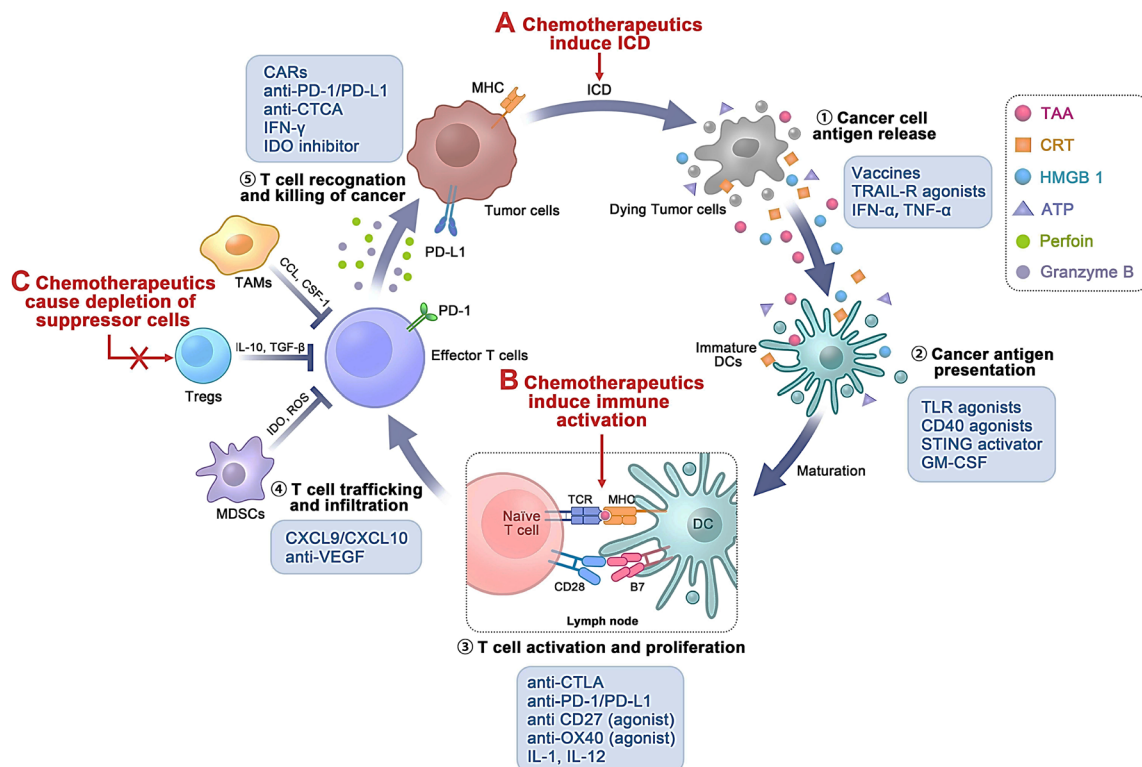 A Chemotherapeutics
induce ICD
CARs
anti-PD-1/PD-L1
anti-CTCA
IFN-γ
IDO inhibitor
MHC
ICD
① Cancer cell
antigen release
Vaccines
TRAIL-R agonists
IFN-α, TNF-α
TAA
CRT
HMGB 1
ATP
Perfoin
Granzyme B
⑤ T cell recognation
and killing of cancer
Tumor cells
Dying Tumor cells
PD-L1
TAMs
CCL, CSF-1
C Chemotherapeutics
cause depletion of
suppressor cells
PD-1
IL-10, TGF-β
Effector T cells
Tregs
IDO, ROS
MDSCs
Immature
DCs
② Cancer antigen
presentation
TLR agonists
CD40 agonists
STING activator
GM-CSF
B Chemotherapeutics
induce immune
activation
Maturation
④ T cell trafficking
and infiltration
CXCL9/CXCL10
anti-VEGF
Naïve
T cell
TCR
MHC
DC
CD28
B7
Lymph node
③ T cell activation and proliferation
anti-CTLA
anti-PD-1/PD-L1
anti CD27 (agonist)
anti-OX40 (agonist)
IL-1, IL-12